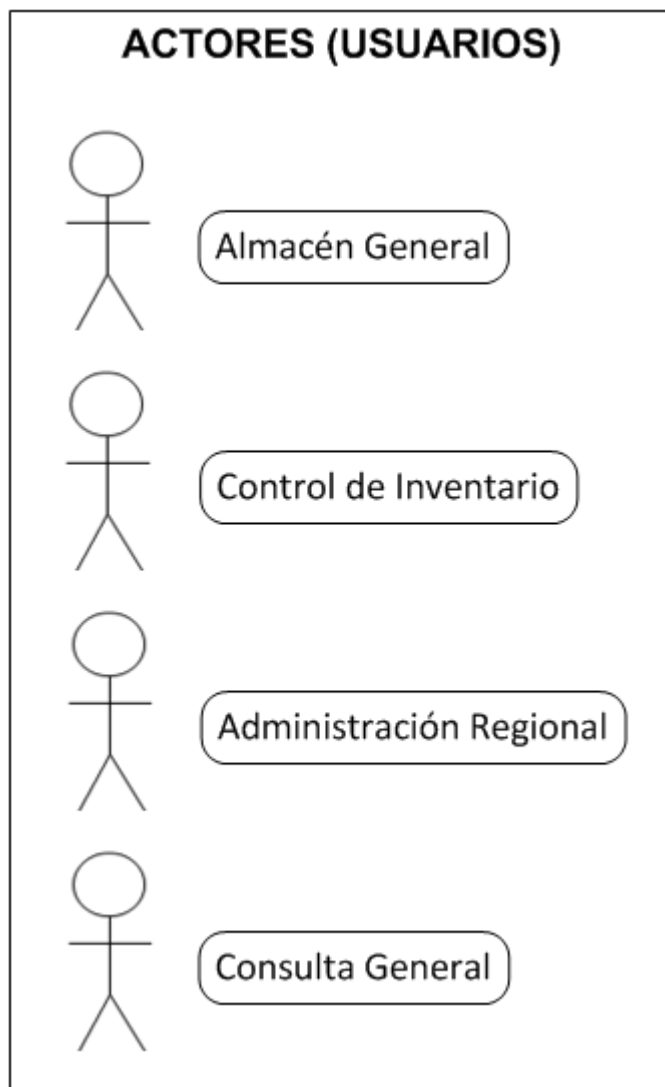 ACTORES (USUARIOS)
Almacén General
Control de Inventario
Administración Regional
Consulta General